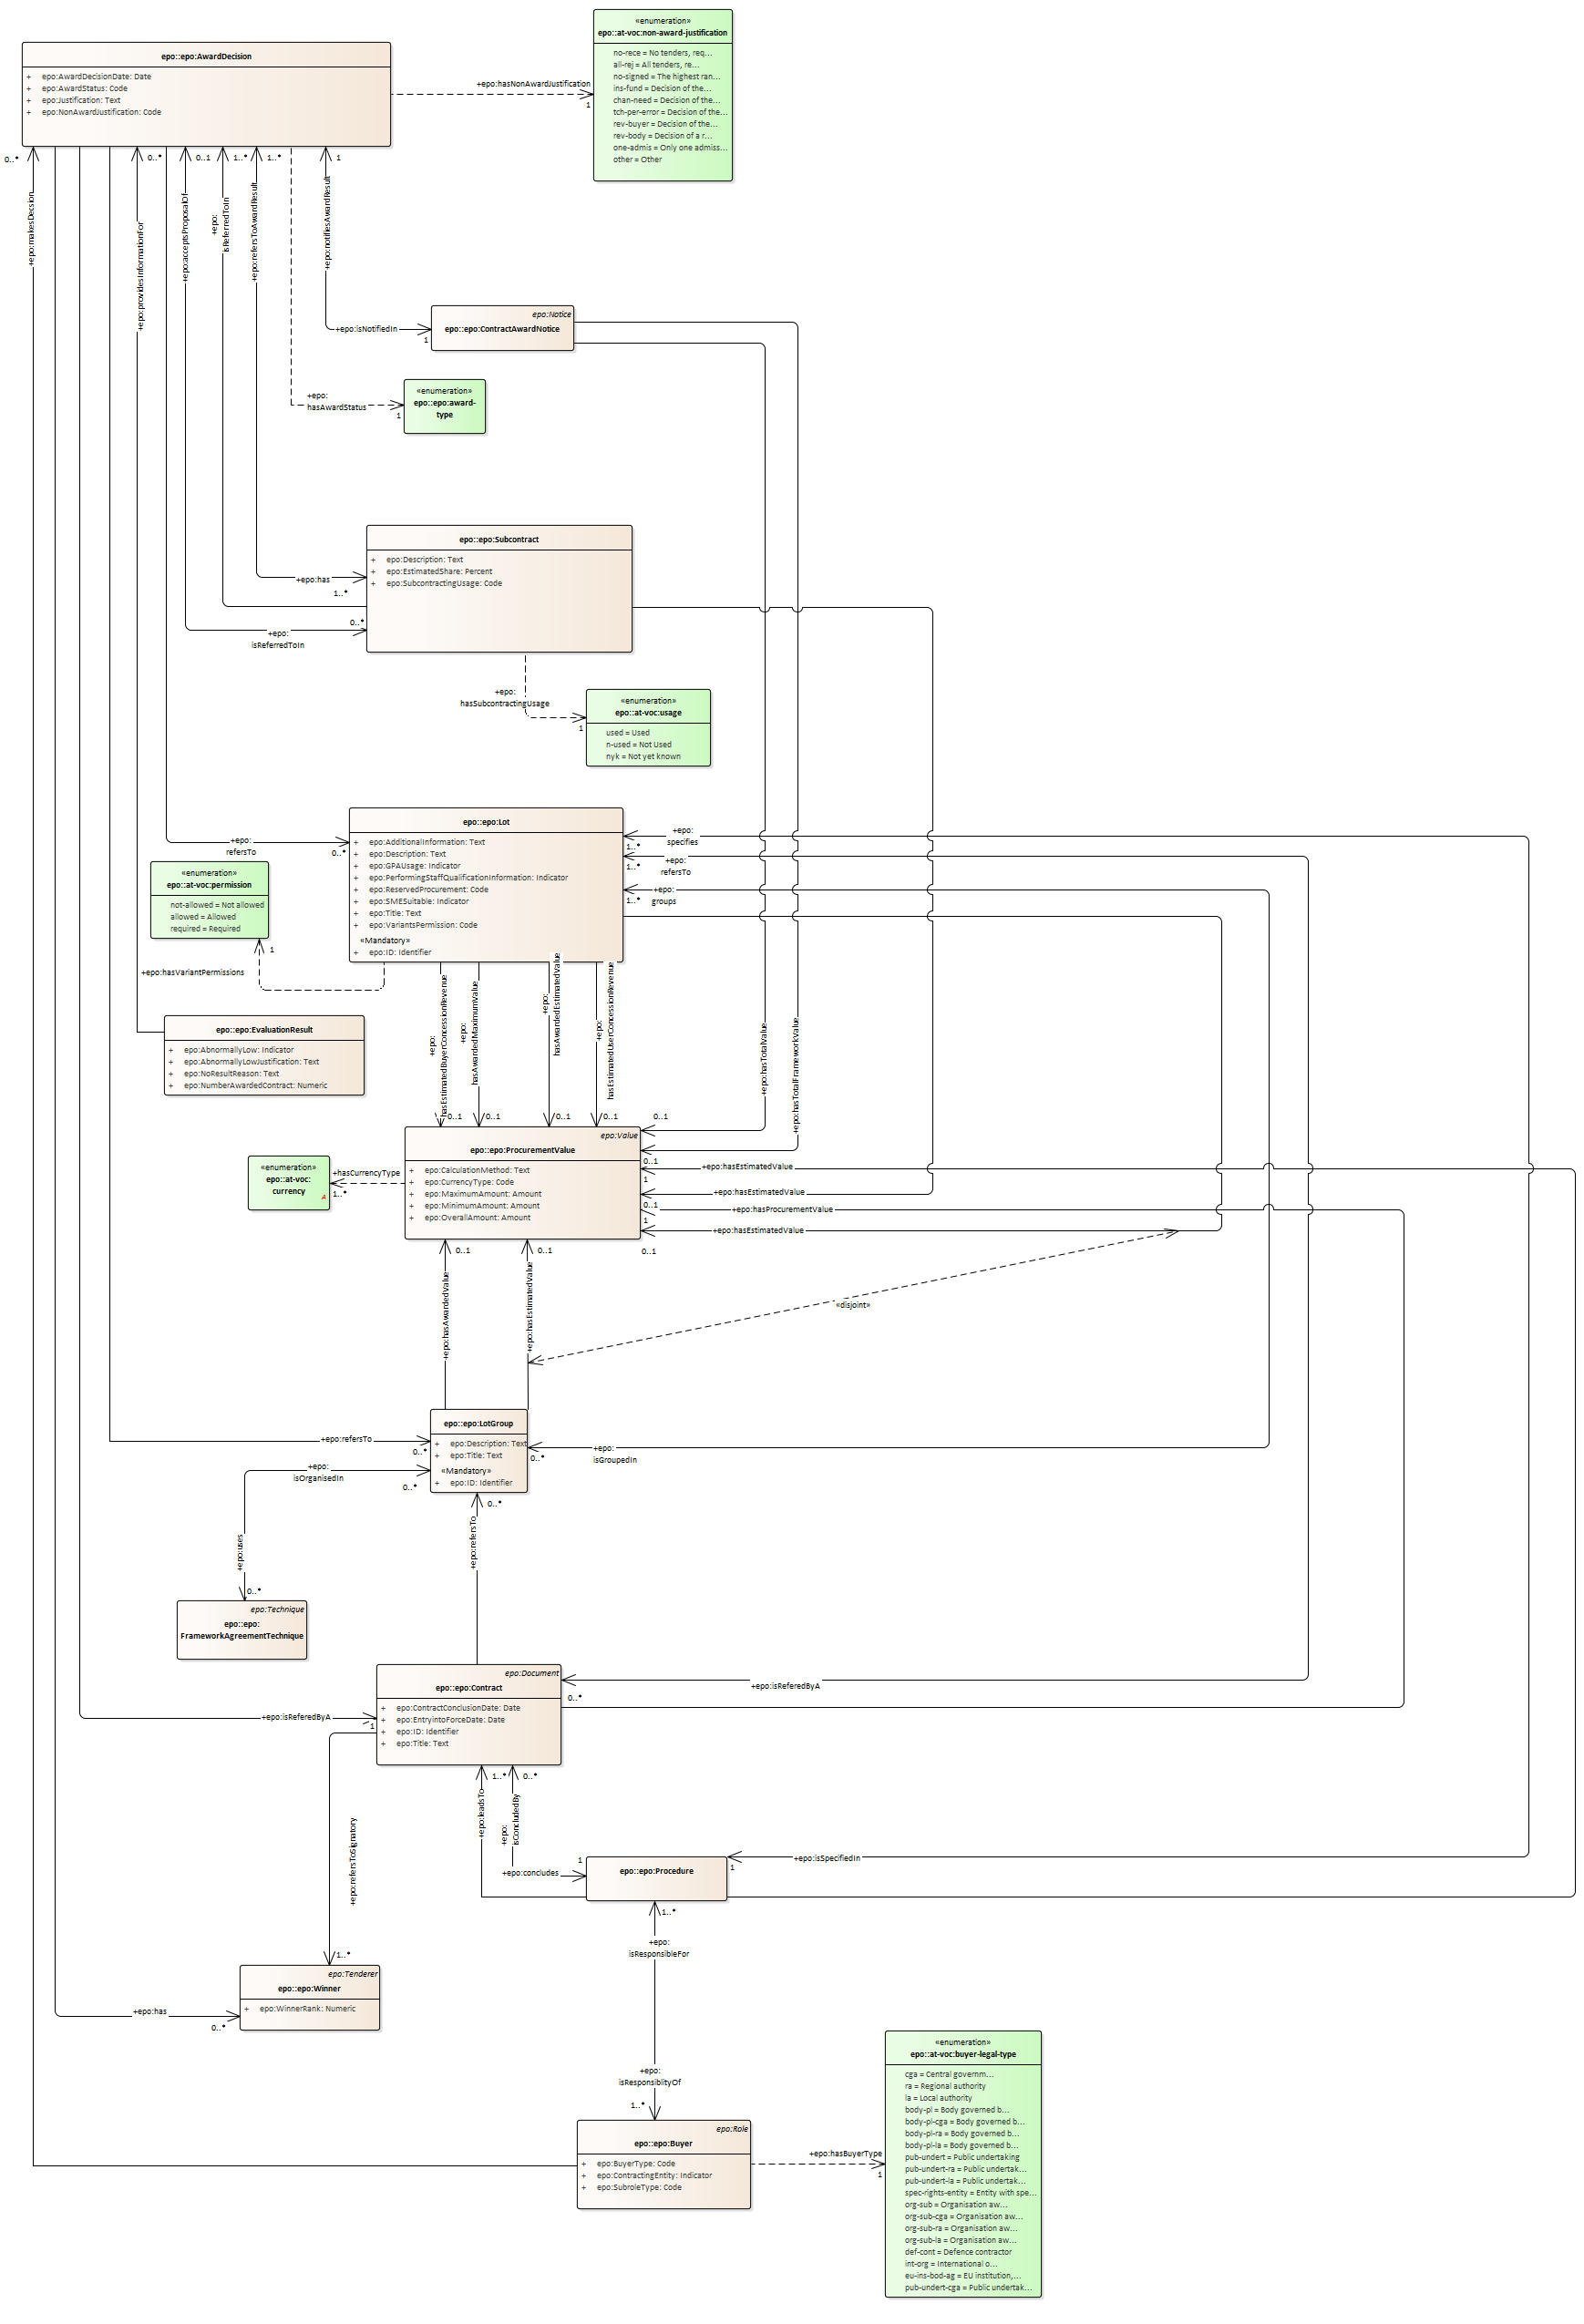 «enumeration»
epo::at-voc:non-award-justification
no-rece = No tenders, req...
all-rej = All tenders, re...
no-signed = The highest ran...
ins-fund = Decision of the...
chan-need = Decision of the...
tch-per-error = Decision of the...
rev-buyer = Decision of the...
rev-body = Decision of a r...
one-admis = Only one admiss...
other = Other
epo::epo:AwardDecision
+ epo:AwardDecisionDate: Date
+ epo:AwardStatus: Code
+ epo:Justification: Text
+ epo:NonAwardJustification: Code
+epo:hasNonAwardJustification
1
0..*
0..*
0..1
1..*
1..*
1
+epo:makesDecsion
+epo:providesInformationFor
+epo:acceptsProposalOf
+epo:
isReferredToIn
+epo:refersToAwardResult
+epo:notifiesAwardResult
epo:Notice
epo::epo:ContractAwardNotice
+epo:isNotifiedIn
1
«enumeration»
epo::epo:award-
type
+epo:
hasAwardStatus
1
epo::epo:Subcontract
+ epo:Description: Text
+ epo:EstimatedShare: Percent
+ epo:SubcontractingUsage: Code
+epo:has
1..*
0..*
+epo:
isReferredToIn
+epo:
hasSubcontractingUsage
1
«enumeration»
epo::at-voc:usage
used = Used
n-used = Not Used
nyk = Not yet known
epo::epo:Lot
+ epo:AdditionalInformation: Text
+ epo:Description: Text
+ epo:GPAUsage: Indicator
+ epo:PerformingStaffQualificationInformation: Indicator
+ epo:ReservedProcurement: Code
+ epo:SMESuitable: Indicator
+ epo:Title: Text
+ epo:VariantsPermission: Code
«Mandatory»
+ epo:ID: Identifier
+epo:
refersTo
0..*
+epo:
specifies
1..*
+epo:
refersTo
1..*
+epo:
groups
1..*
«enumeration»
epo::at-voc:permission
not-allowed = Not allowed
allowed = Allowed
required = Required
1
+epo:hasVariantPermissions
epo::epo:EvaluationResult
+ epo:AbnormallyLow: Indicator
+ epo:AbnormallyLowJustification: Text
+ epo:NoResultReason: Text
+ epo:NumberAwardedContract: Numeric
+epo:
hasEstimatedBuyerConcessionRevenue
+epo:
hasAwardedMaximumValue
+epo:
hasAwardedEstimatedValue
+epo:
hasEstimatedUserConcessionRevenue
+epo:hasTotalValue
+epo:hasTotalFrameworkValue
0..1
0..1
0..1
0..1
0..1
epo:Value
epo::epo:ProcurementValue
+ epo:CalculationMethod: Text
+ epo:CurrencyType: Code
+ epo:MaximumAmount: Amount
+ epo:MinimumAmount: Amount
+ epo:OverallAmount: Amount
«enumeration»
epo::at-voc:
currency
+hasCurrencyType
1..*
0..1
+epo:hasEstimatedValue
1
+epo:hasEstimatedValue
0..1
+epo:hasProcurementValue
1
+epo:hasEstimatedValue
0..1
0..1
0..1
+epo:hasAwardedValue
+epo:hasEstimatedValue
«disjoint»
epo::epo:LotGroup
+ epo:Description: Text
+ epo:Title: Text
«Mandatory»
+ epo:ID: Identifier
+epo:refersTo
0..*
+epo:
isOrganisedIn
0..*
0..*
+epo:
isGroupedIn
0..*
+epo:uses
+epo:refersTo
0..*
epo:Technique
epo::epo:
FrameworkAgreementTechnique
epo:Document
epo::epo:Contract
+ epo:ContractConclusionDate: Date
+ epo:EntryintoForceDate: Date
+ epo:ID: Identifier
+ epo:Title: Text
+epo:isReferedByA
0..*
+epo:isReferedByA
1
+epo:refersToSignatory
1..*
1..*
0..*
+epo:leadsTo
+epo:
isConcludedBy
+epo:concludes
1
epo::epo:Procedure
+epo:isSpecifiedIn
1
1..*
+epo:
isResponsibleFor
epo:Tenderer
epo::epo:Winner
+ epo:WinnerRank: Numeric
+epo:has
0..*
+epo:
isResponsiblityOf
1..*
epo:Role
epo::epo:Buyer
+ epo:BuyerType: Code
+ epo:ContractingEntity: Indicator
+ epo:SubroleType: Code
+epo:hasBuyerType
1
«enumeration»
epo::at-voc:buyer-legal-type
cga = Central governm...
ra = Regional authority
la = Local authority
body-pl = Body governed b...
body-pl-cga = Body governed b...
body-pl-ra = Body governed b...
body-pl-la = Body governed b...
pub-undert = Public undertaking
pub-undert-ra = Public undertak...
pub-undert-la = Public undertak...
spec-rights-entity = Entity with spe...
org-sub = Organisation aw...
org-sub-cga = Organisation aw...
org-sub-ra = Organisation aw...
org-sub-la = Organisation aw...
def-cont = Defence contractor
int-org = International o...
eu-ins-bod-ag = EU institution,...
pub-undert-cga = Public undertak...